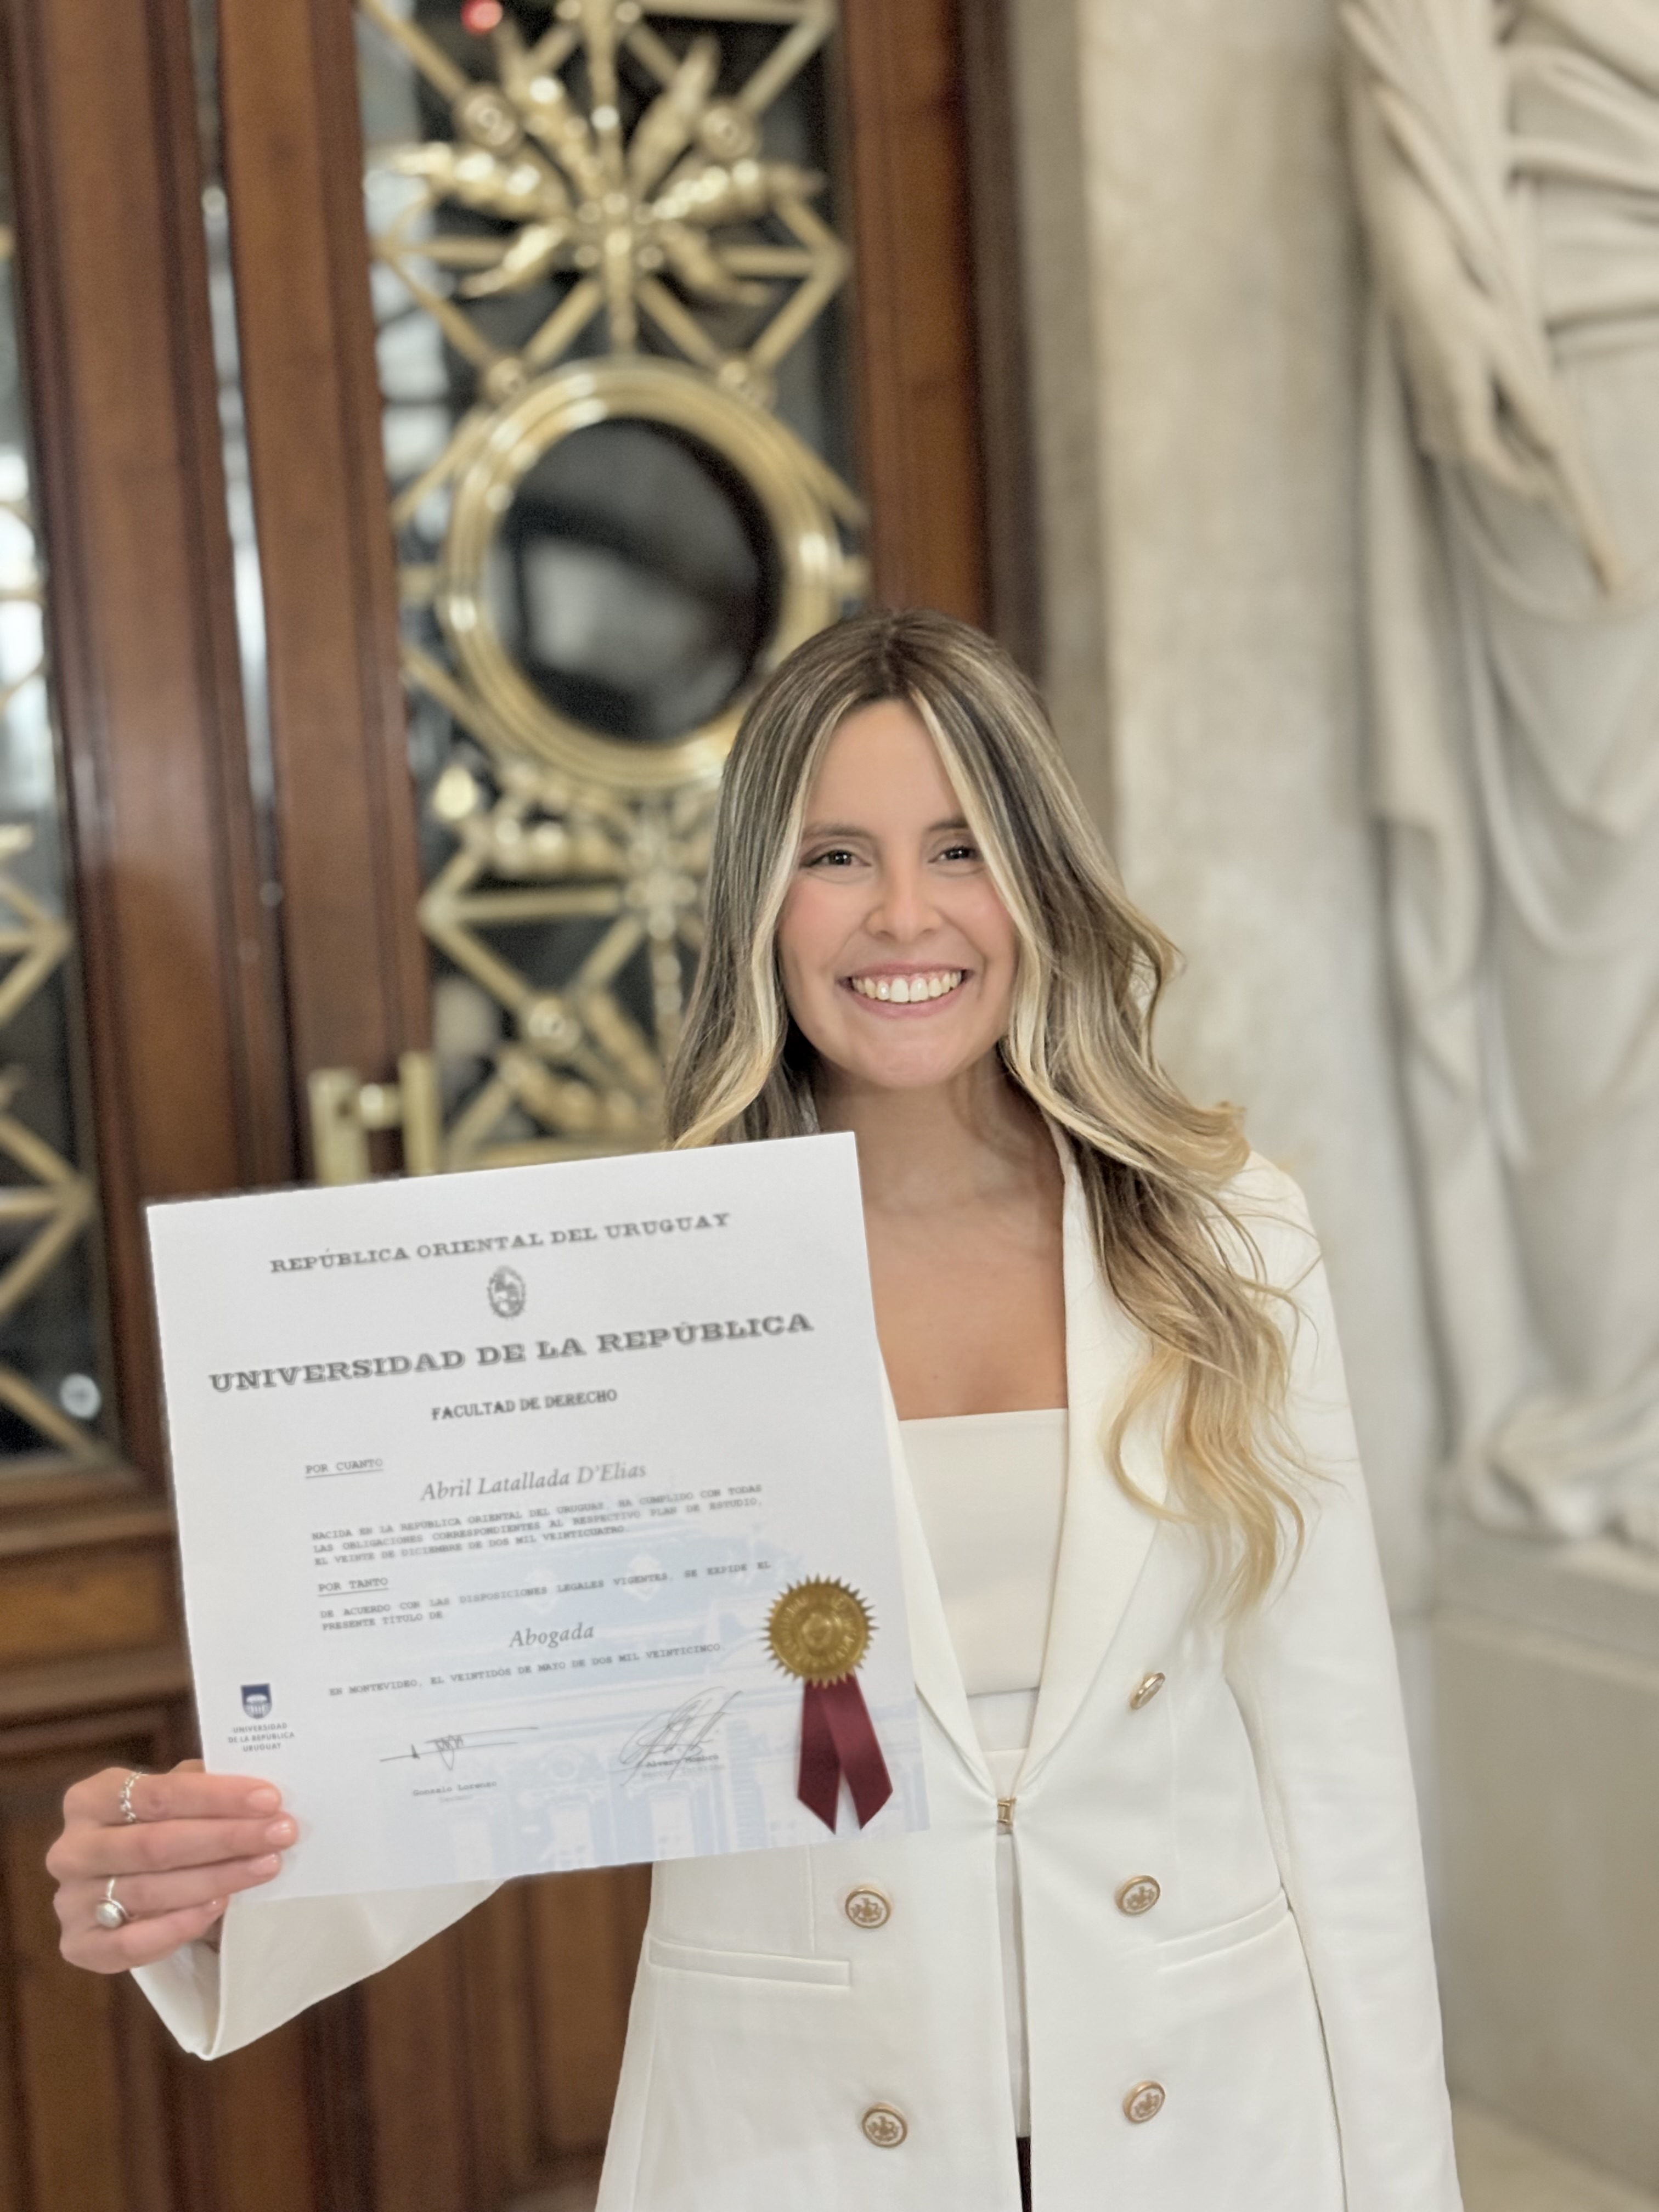 REPÚBLICA ORIENTAL DEL URUGUAY
UNIVERSIDAD DE LA REPÚBLICA
FACULTAD DE DERECHO
POR CUANTO
Abril Latallada D'Elias
NACIDA EN LA REPÚBLICA ORIENTAL DEL URUGUAY, HA CUMPLIDO CON TODAS
LAS OBLIGACIONES CORRESPONDIENTES AL RESPECTIVO PLAN DE ESTUDIO,
EL VEINTE DE DICIEMBRE DE DOS MIL VEINTICUATRO.
POR TANTO
DE ACUERDO CON LAS DISPOSICIONES LEGALES VIGENTES, SE EXPIDE EL
PRESENTE TÍTULO DE
Abogada
EN MONTEVIDEO, EL VEINTIDÓS DE MAYO DE DOS MIL VEINTICINCO.
UNIVERSIDAD
DE LA REPÚBLICA
URUGUAY
Gonzalo Lorenzo